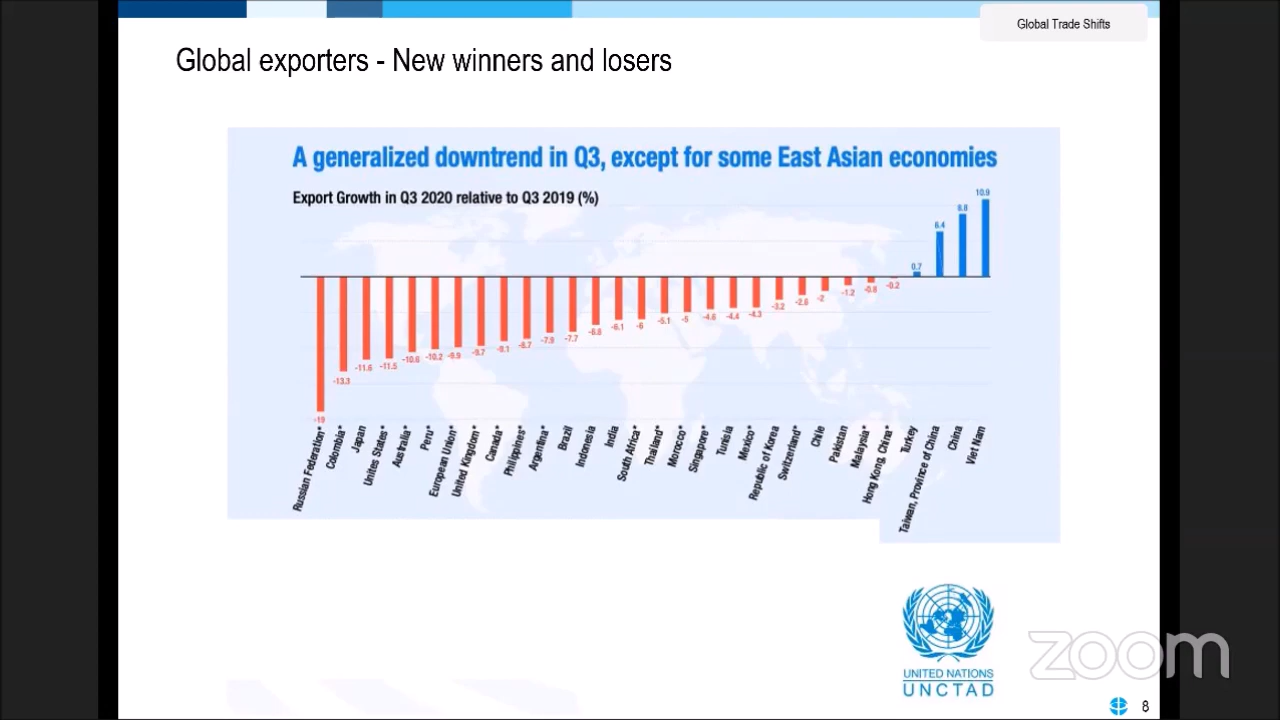 Global Trade Shifts
Global exporters - New winners and losers
A generalized downtrend in Q3, except for some East Asian economies
Export Growth in Q3 2020 relative to Q3 2019 (%)
-19
-13.3
-11.6
-11.5
-10.8
-10.2
-9.9
-9.7
-9.1
-8.7
-7.9
-7.7
-6.8
-6.1
-6
-5.1
-5
-4.6
-4.4
-4.3
-3.2
-2.6
-2
-1.2
-0.8
-0.2
0.7
6.4
8.8
10.9
Russian Federation*
Colombia*
Japan
Unites States*
Australia*
Peru*
European Union*
United Kingdom*
Canada*
Philippines*
Argentina*
Brazil
Indonesia
India
South Africa*
Thailand*
Morocco*
Singapore*
Tunisia
Mexico*
Republic of Korea
Switzerland*
Chile
Pakistan
Malaysia*
Hong Kong, China*
Turkey
Taiwan, Province of China
China
Viet Nam
UNITED NATIONS
UNCTAD
zoom
8